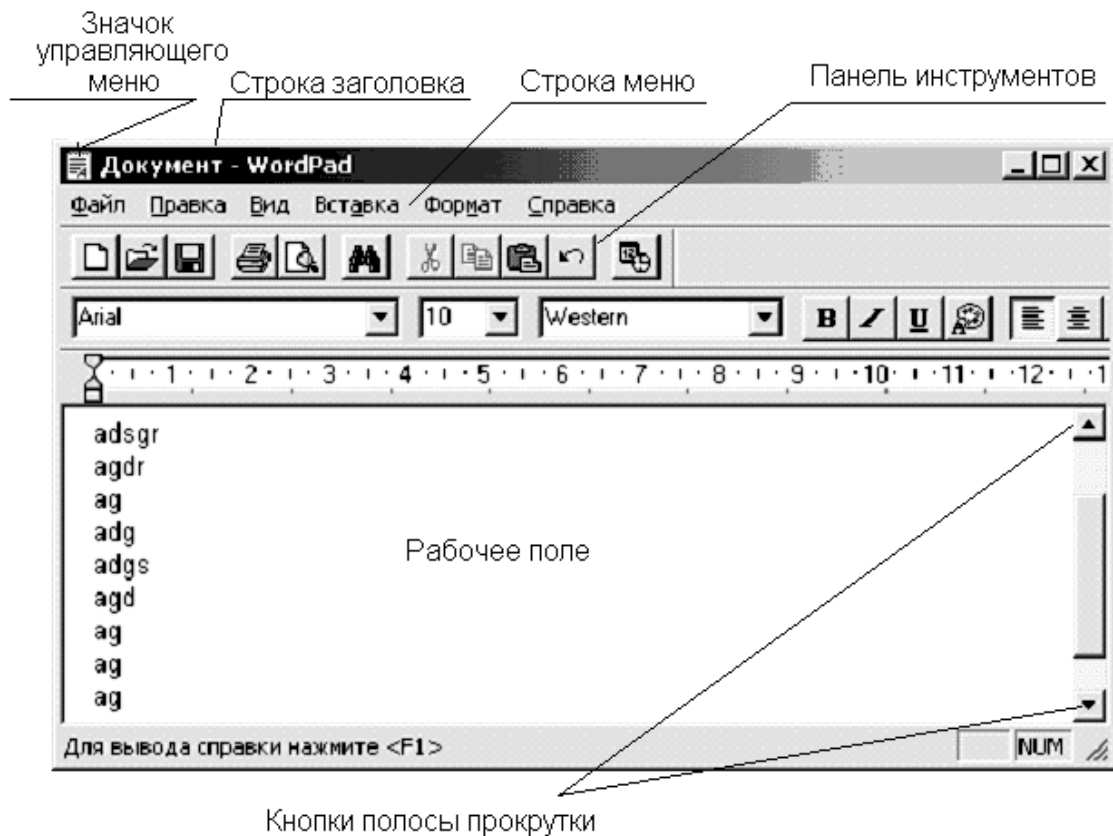 Значок
управляющего
меню
Строка заголовка
Строка меню
Панель инструментов
Документ - WordPad
Файл Правка Вид Вставка Формат Справка
Arial 10 Western B I U A
1 2 3 4 5 6 7 8 9 10 11 12 1
adsgr
agdr
ag
adg
adgs
agd
ag
ag
ag
Рабочее поле
Для вывода справки нажмите <F1> NUM
Кнопки полосы прокрутки